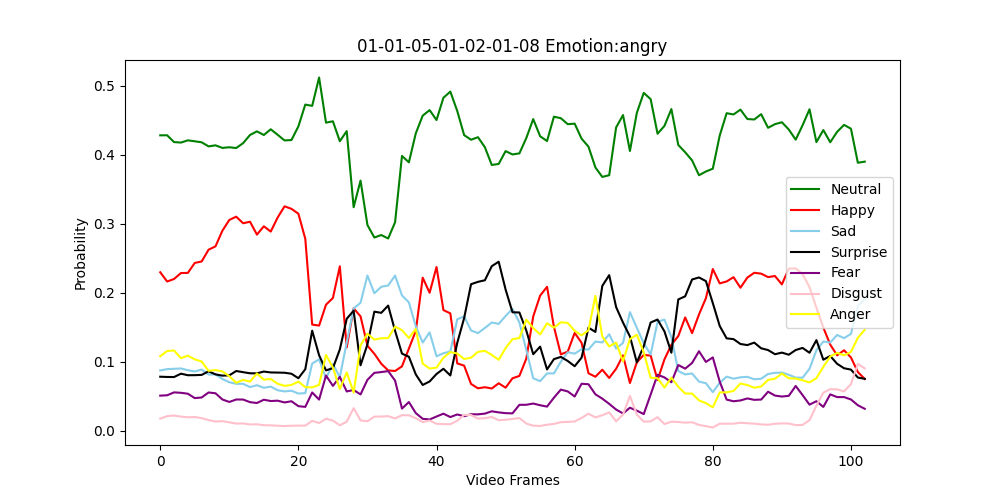 01-01-05-01-02-01-08 Emotion:angry
Probability
0.5
0.4
0.3
0.2
0.1
0.0
0 20 40 60 80 100
Video Frames
Neutral
Happy
Sad
Surprise
Fear
Disgust
Anger